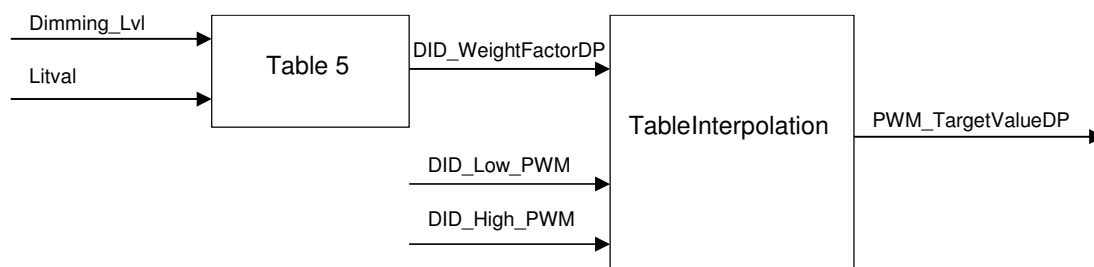 Dimming_Lvl
Litval
Table 5
DID_WeightFactorDP
DID_Low_PWM
DID_High_PWM
TableInterpolation
PWM_TargetValueDP